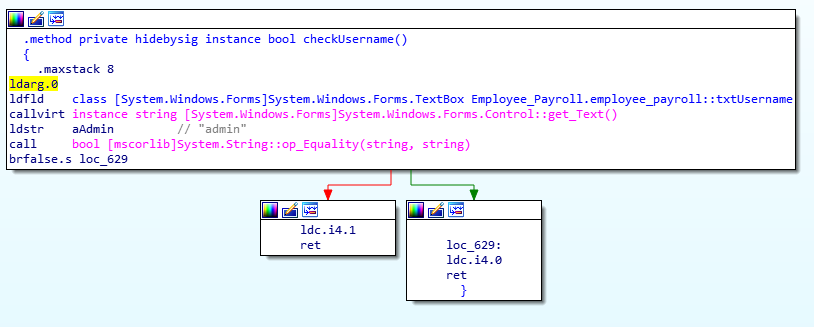 .method private hidebysig instance bool checkUsername()
{
.maxstack 8
ldarg.0
ldfld class [System.Windows.Forms]System.Windows.Forms.TextBox Employee_Payroll.employee_payroll::txtUsername
callvirt instance string [System.Windows.Forms]System.Windows.Forms.Control::get_Text()
ldstr aAdmin // "admin"
call bool [mscorlib]System.String::op_Equality(string, string)
brfalse.s loc_629
ldc.i4.1
ret
loc_629:
ldc.i4.0
ret
}